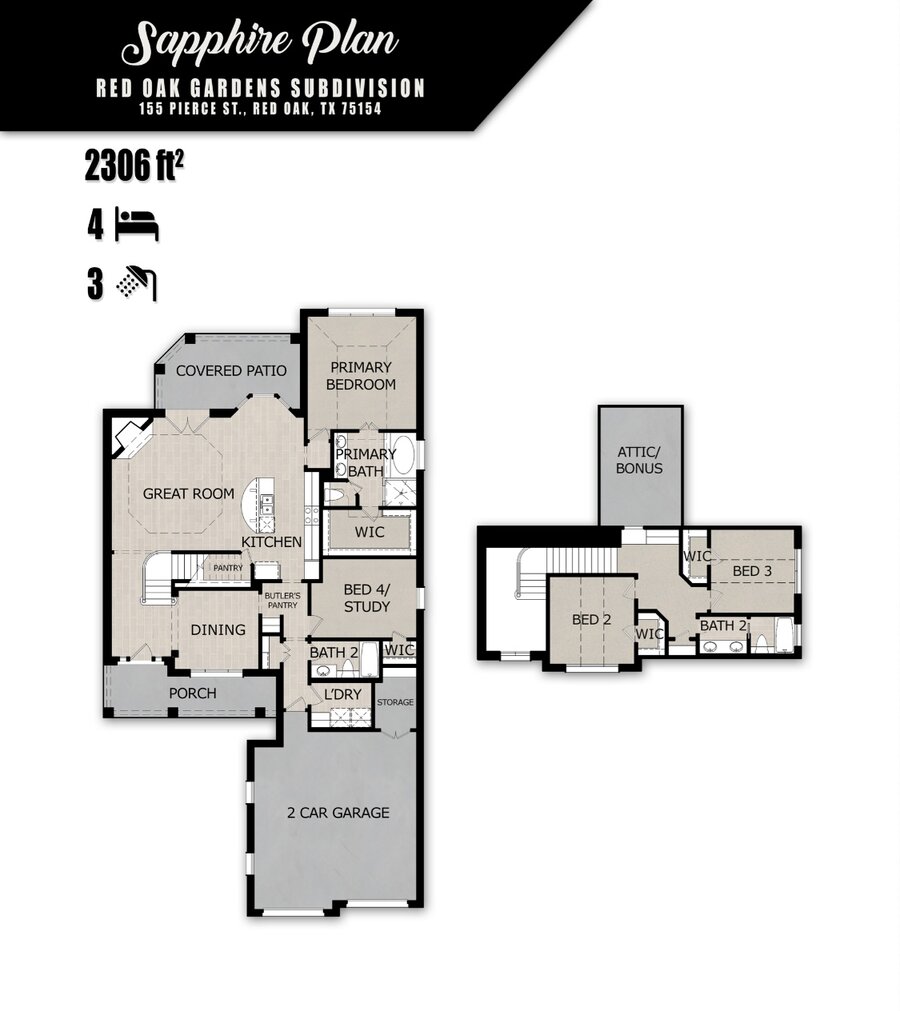 Sapphire Plan
RED OAK GARDENS SUBDIVISION
155 PIERCE ST., RED OAK, TX 75154
2306 ft²
4
3
COVERED PATIO
PRIMARY
BEDROOM
PRIMARY
BATH
GREAT ROOM
KITCHEN
WIC
PANTRY
BUTLER'S
PANTRY
BED 4/
STUDY
DINING
BATH 2
WIC
PORCH
L'DRY
STORAGE
2 CAR GARAGE
ATTIC/
BONUS
WIC
BED 3
BED 2
WIC
BATH 2